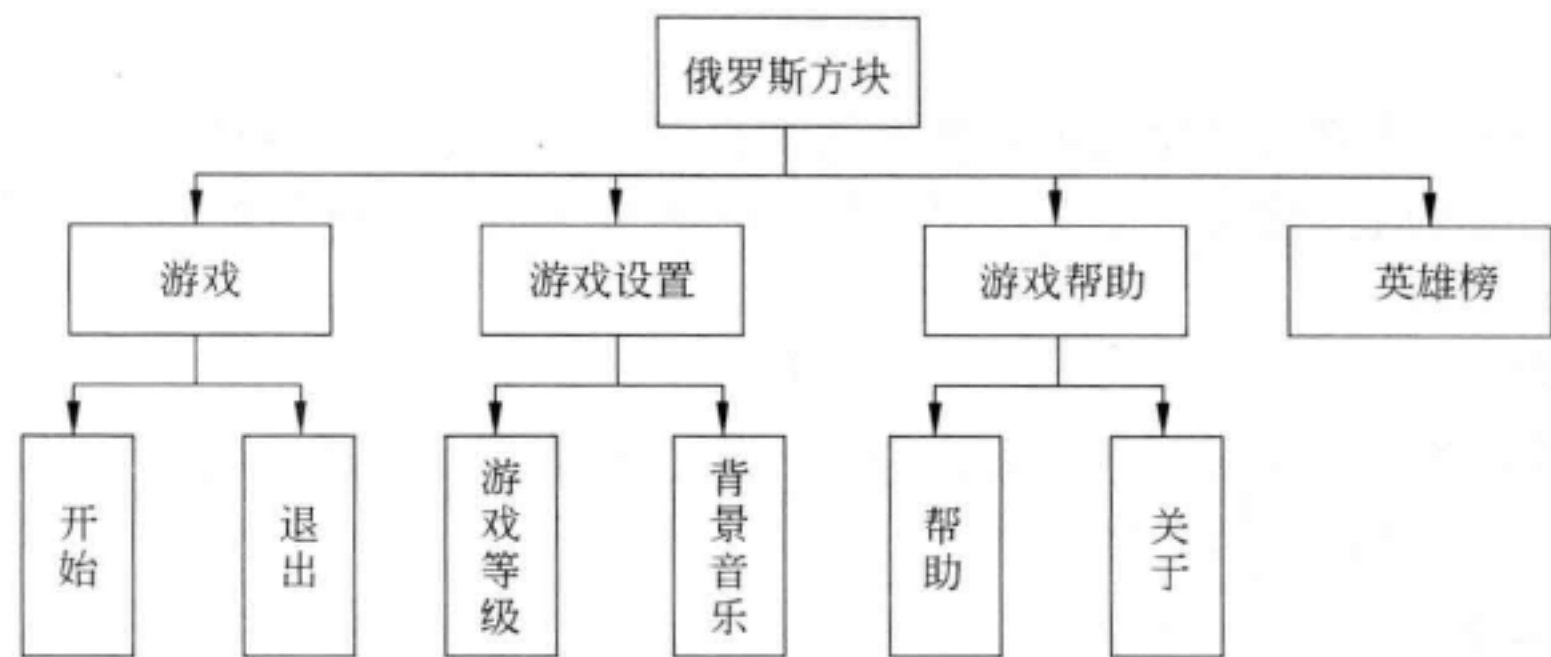 俄罗斯方块
游戏
游戏设置
游戏帮助
英雄榜
开始
退出
游戏等级
背景音乐
帮助
关于